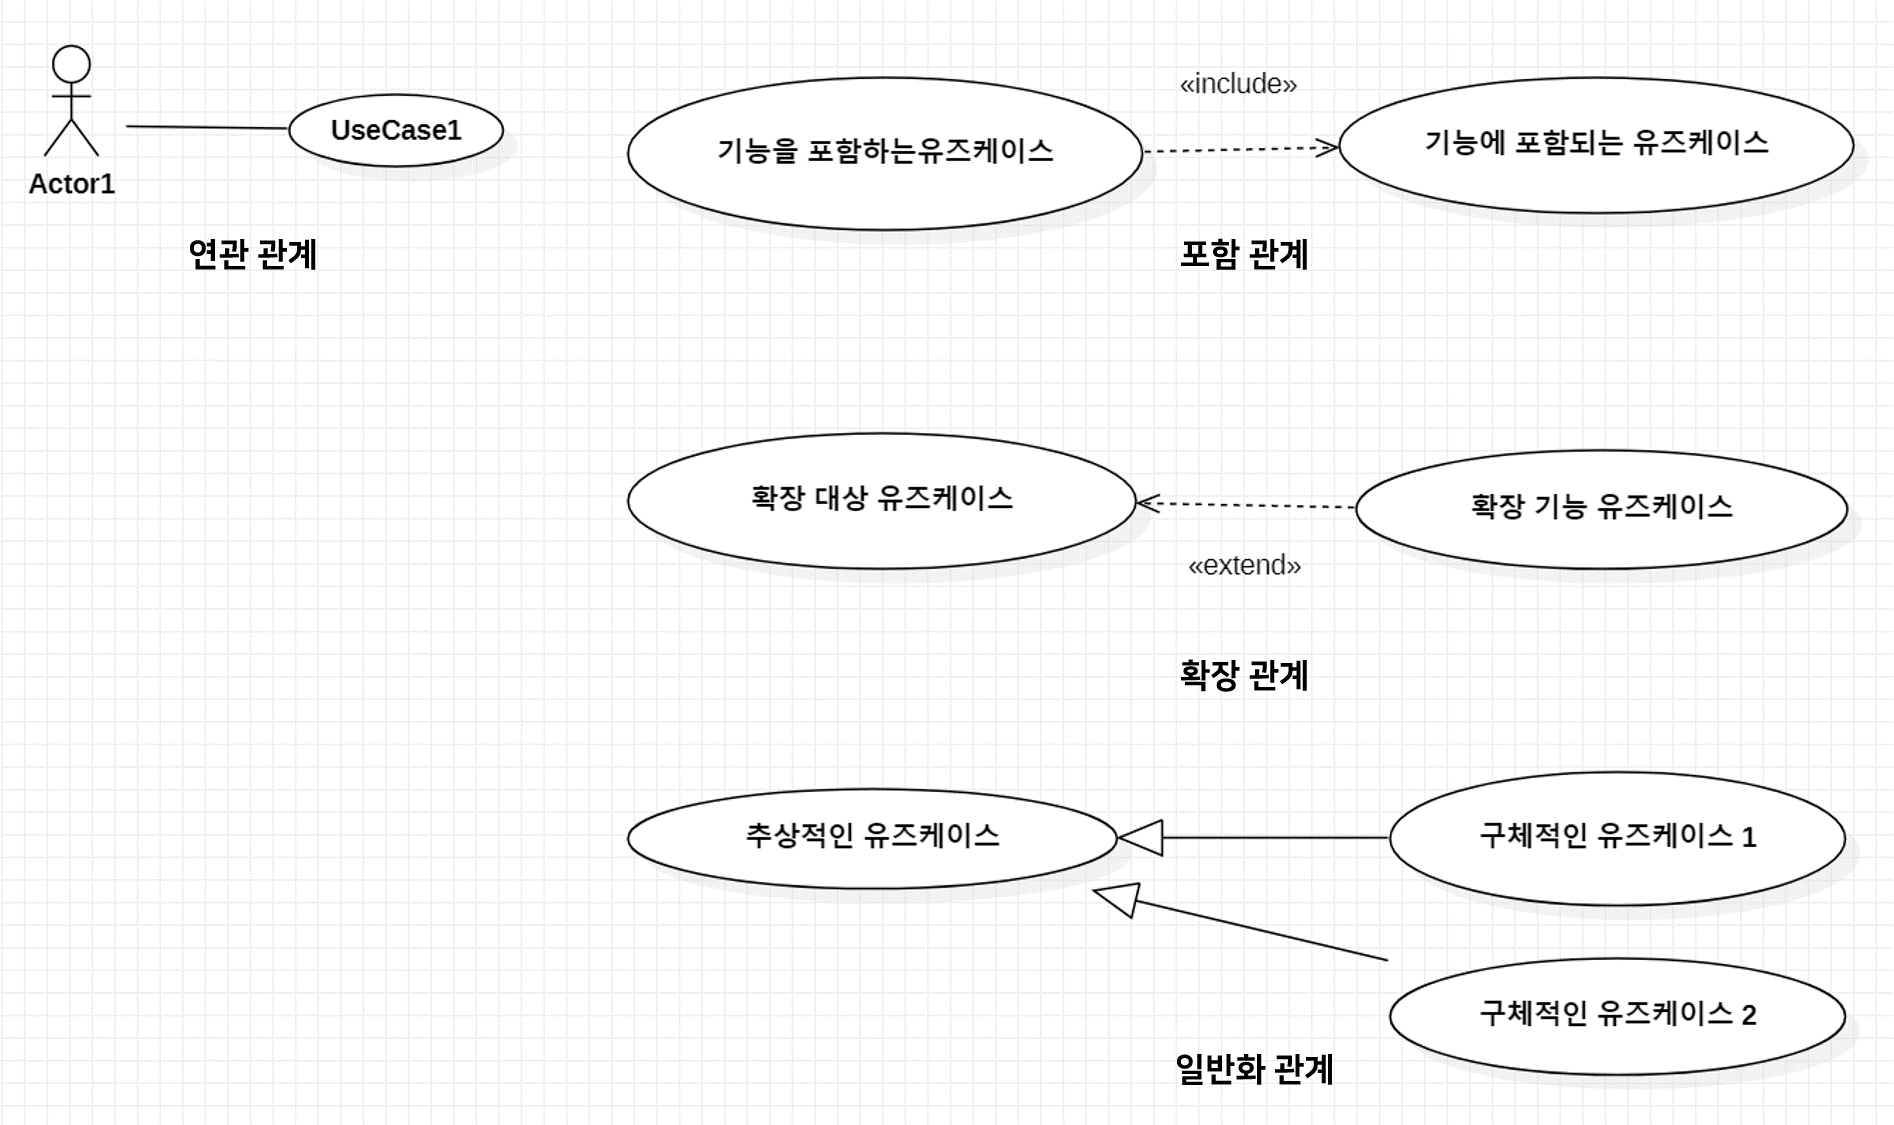 Actor1
UseCase1
연관 관계
기능을 포함하는유즈케이스
«include»
기능에 포함되는 유즈케이스
포함 관계
확장 대상 유즈케이스
«extend»
확장 기능 유즈케이스
확장 관계
추상적인 유즈케이스
구체적인 유즈케이스 1
구체적인 유즈케이스 2
일반화 관계